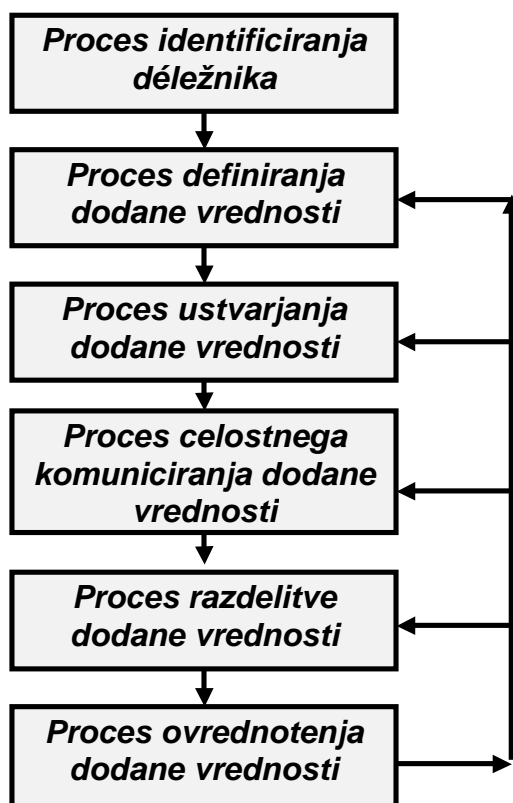 Proces identificiranja
déležnika
Proces definiranja
dodane vrednosti
Proces ustvarjanja
dodane vrednosti
Proces celostnega
komuniciranja dodane
vrednosti
Proces razdelitve
dodane vrednosti
Proces ovrednotenja
dodane vrednosti